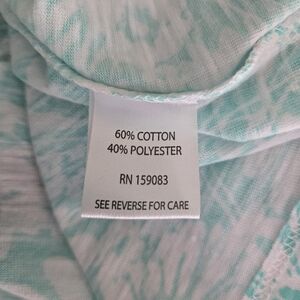 60% COTTON
40% POLYESTER
RN 159083
SEE REVERSE FOR CARE